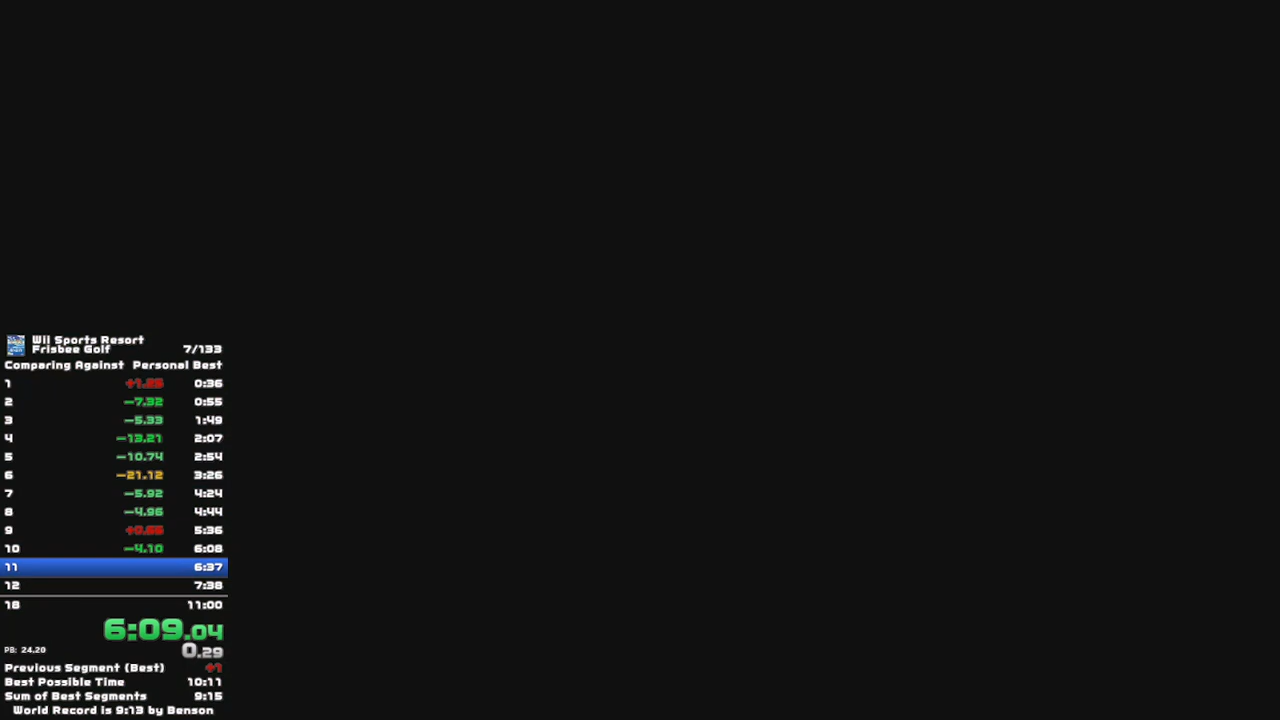 Wii Sports Resort
Frisbee Golf 7/133
Comparing Against Personal Best
1 +1.25 0:36
2 −7.32 0:55
3 −5.33 1:49
4 −13.21 2:07
5 −10.74 2:54
6 −21.12 3:26
7 −5.92 4:24
8 −4.96 4:44
9 5:36
10 −4.10 6:08
11 6:37
12 7:38
18 11:00
6:09.04
PB: 24.20 0.29
Previous Segment (Best) +1
Best Possible Time 10:11
Sum of Best Segments 9:15
World Record is 9:13 by Benson